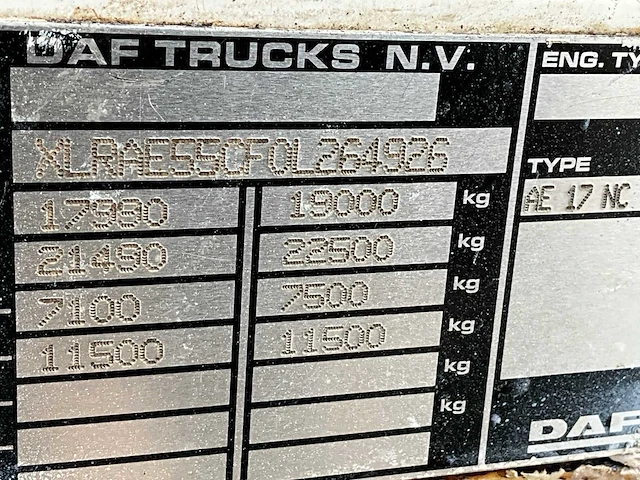 DAF TRUCKS N.V.
XLRAE55CF0L264926
17980 19000 kg
21490 22500 kg
7100 7500 kg
11500 11500 kg
kg
kg
ENG. TY
TYPE
AE 17 NC
DAF